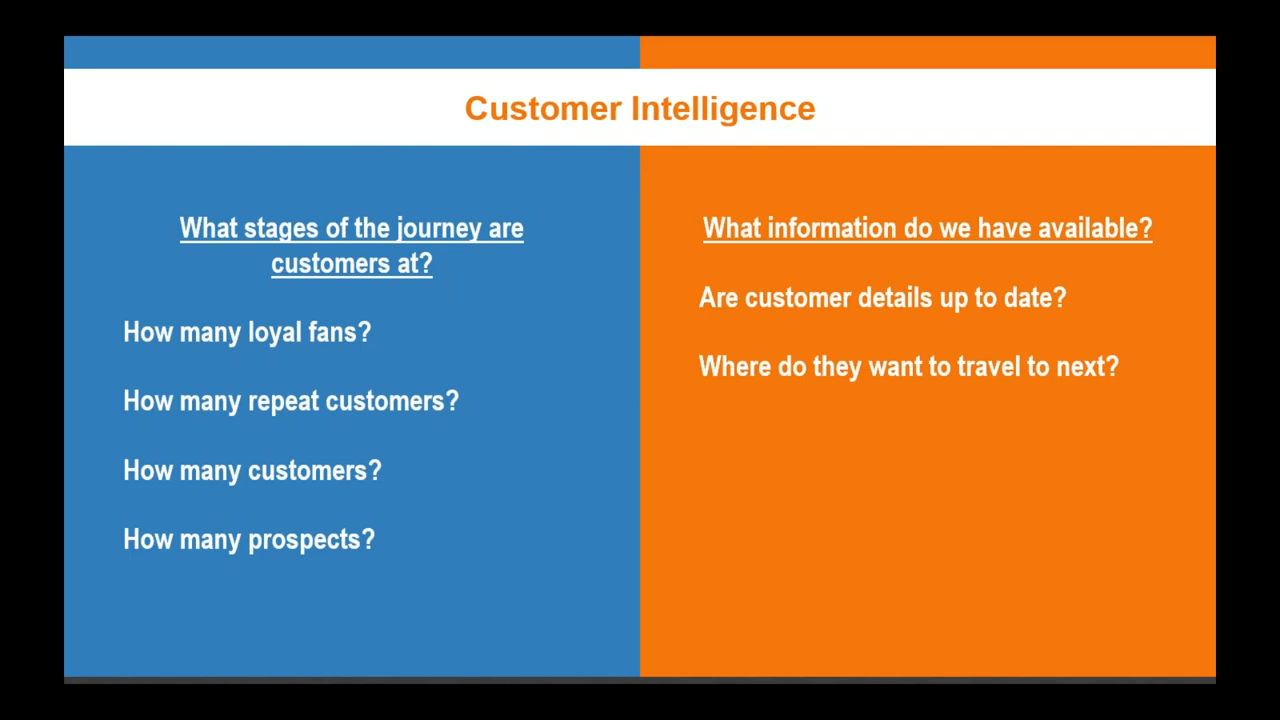 Customer Intelligence
What stages of the journey are
customers at?
How many loyal fans?
How many repeat customers?
How many customers?
How many prospects?
What information do we have available?
Are customer details up to date?
Where do they want to travel to next?